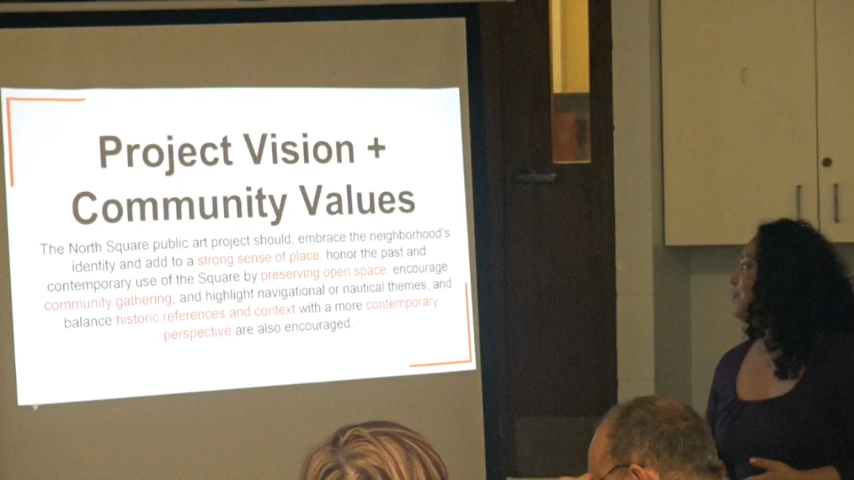 Project Vision +
Community Values
The North Square public art project should: embrace the neighborhood's
identity and add to a strong sense of place, honor the past and
contemporary use of the Square by preserving open space, encourage
community gathering, and highlight navigational or nautical themes, and
balance historic references and context with a more contemporary
perspective are also encouraged.